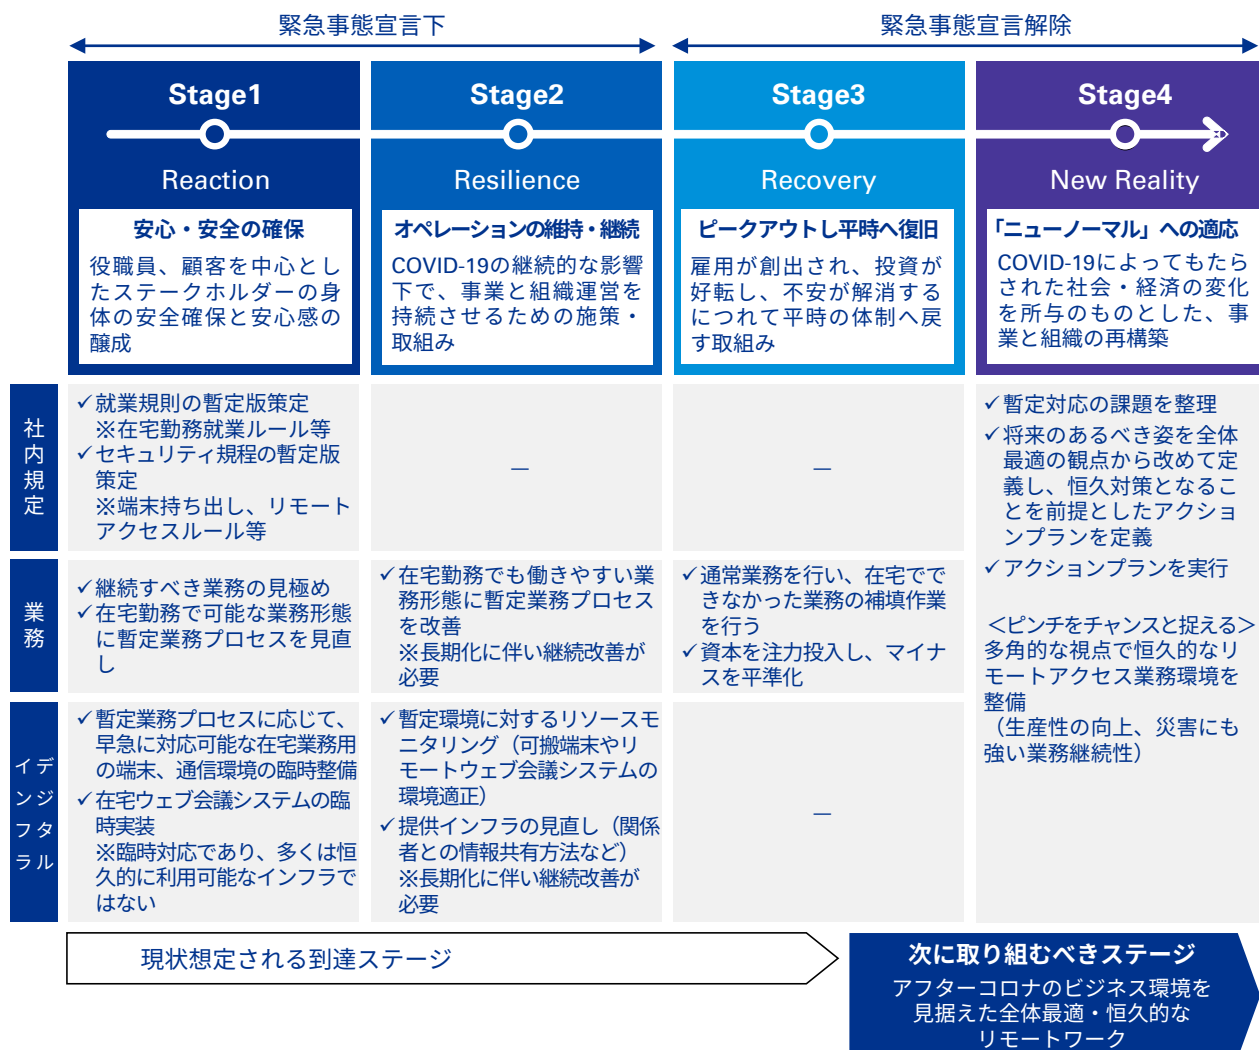 緊急事態宣言下
緊急事態宣言解除
Stage1
Reaction
安心・安全の確保
役職員、顧客を中心とし
たステークホルダーの身
体の安全確保と安心感の
醸成
Stage2
Resilience
オペレーションの維持・継続
COVID-19の継続的な影響
下で、事業と組織運営を
持続させるための施策・
取組み
Stage3
Recovery
ピークアウトし平時へ復旧
雇用が創出され、投資が
好転し、不安が解消する
につれて平時の体制へ戻
す取組み
Stage4
New Reality
「ニューノーマル」への適応
COVID-19によってもたら
された社会・経済の変化
を所与のものとした、事
業と組織の再構築
社内規定
✓就業規則の暫定版策定
※在宅勤務就業ルール等
✓セキュリティ規程の暫定版
策定
※端末持ち出し、リモート
アクセスルール等
―
―
業務
✓継続すべき業務の見極め
✓在宅勤務で可能な業務形態
に暫定業務プロセスを見直
し
✓在宅勤務でも働きやすい業
務形態に暫定業務プロセス
を改善
※長期化に伴い継続改善が
必要
✓通常業務を行い、在宅でで
きなかった業務の補填作業
を行う
✓資本を注力投入し、マイナ
スを平準化
デジタル
インフラ
✓暫定業務プロセスに応じて、
早急に対応可能な在宅業務用
の端末、通信環境の臨時整備
✓在宅ウェブ会議システムの臨
時実装
※臨時対応であり、多くは恒
久的に利用可能なインフラで
はない
✓暫定環境に対するリソースモ
ニタリング（可搬端末やリ
モートウェブ会議システムの
環境適正）
✓提供インフラの見直し（関係
者との情報共有方法など）
※長期化に伴い継続改善が
必要
―
✓暫定対応の課題を整理
✓将来のあるべき姿を全体
最適の観点から改めて定
義し、恒久対策となるこ
とを前提としたアクショ
ンプランを定義
✓アクションプランを実行
＜ピンチをチャンスと捉える＞
多角的な視点で恒久的なリ
モートアクセス業務環境を
整備
（生産性の向上、災害にも
強い業務継続性）
現状想定される到達ステージ
次に取り組むべきステージ
アフターコロナのビジネス環境を
見据えた全体最適・恒久的な
リモートワーク